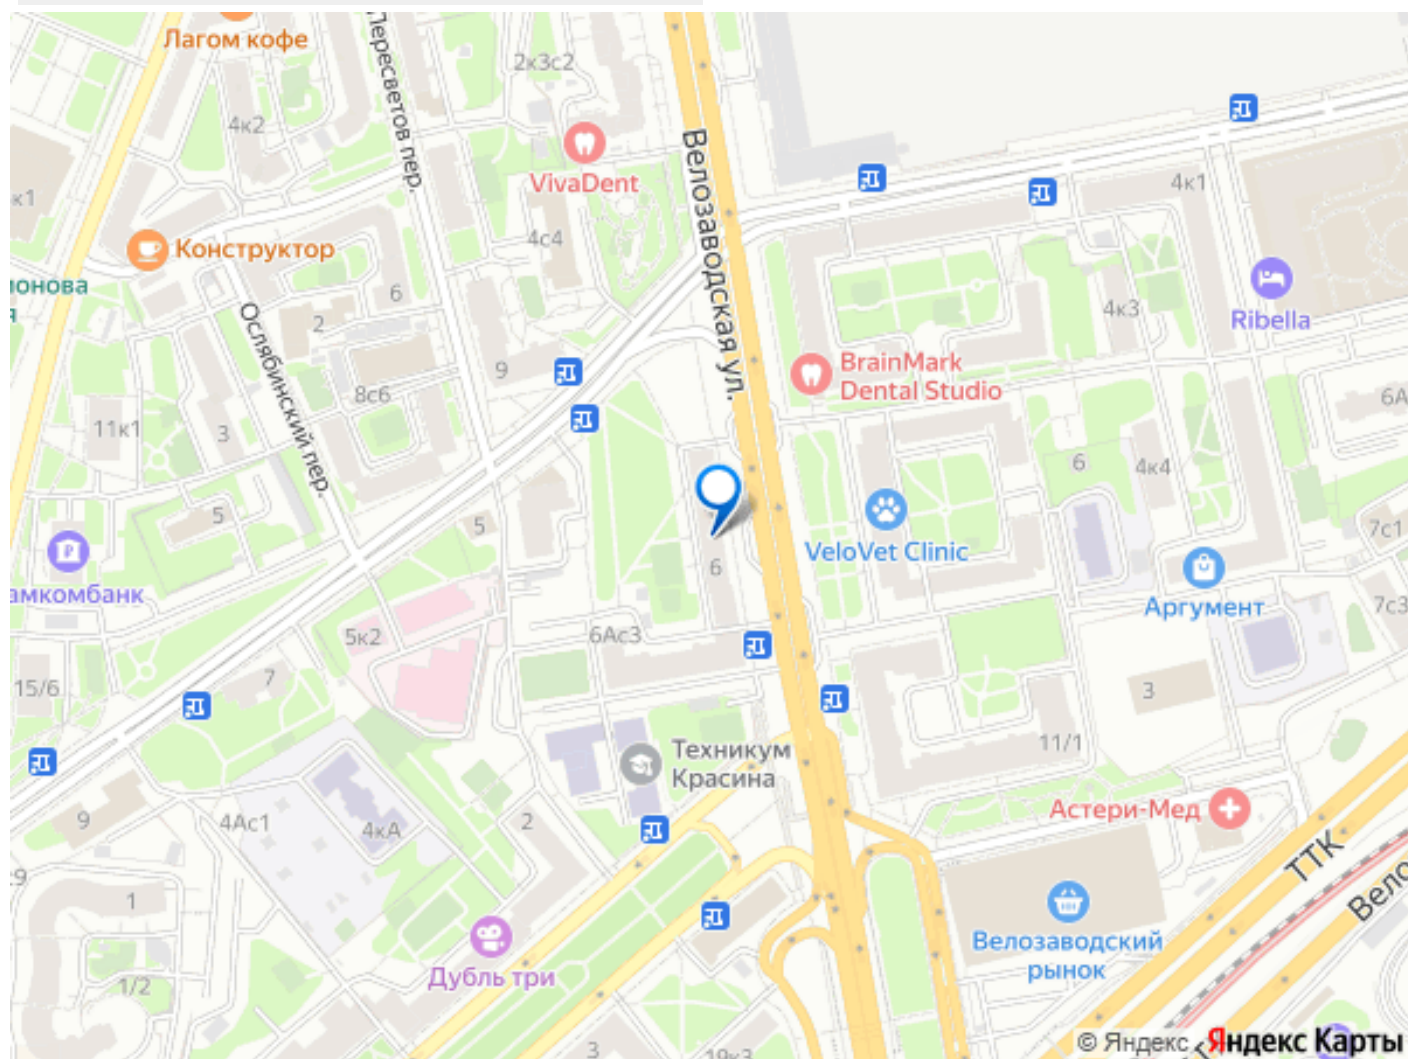 Лагом кофе
Пересветов пер.
2к3с2
4к2
VivaDent
Велозаводская ул.
4к1
к1
4с4
Конструктор
Ribella
6
2
4к3
Ослябинский пер.
BrainMark
Dental Studio
9
8с6
6А
11к1
3
6
4к4
5
5
VeloVet Clinic
7с1
6
Аргумент
7с3
5к2
6Ас3
15/6
7
3
11/1
Техникум
Красина
Астери-Мед
9
4Ас1
4кА
2
ТТК
1
Велозаводский
рынок
Дубль три
1/2
3
19к3
© Яндекс Яндекс Карты